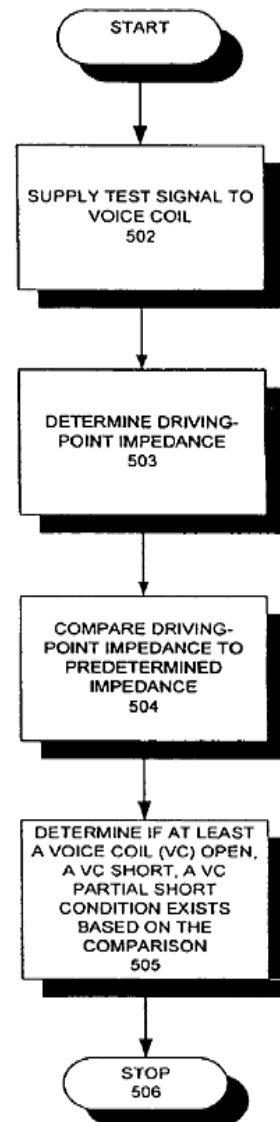 START
SUPPLY TEST SIGNAL TO
VOICE COIL
502
DETERMINE DRIVING-
POINT IMPEDANCE
503
COMPARE DRIVING-
POINT IMPEDANCE TO
PREDETERMINED
IMPEDANCE
504
DETERMINE IF AT LEAST
A VOICE COIL (VC) OPEN,
A VC SHORT, A VC
PARTIAL SHORT
CONDITION EXISTS
BASED ON THE
COMPARISON
505
STOP
506